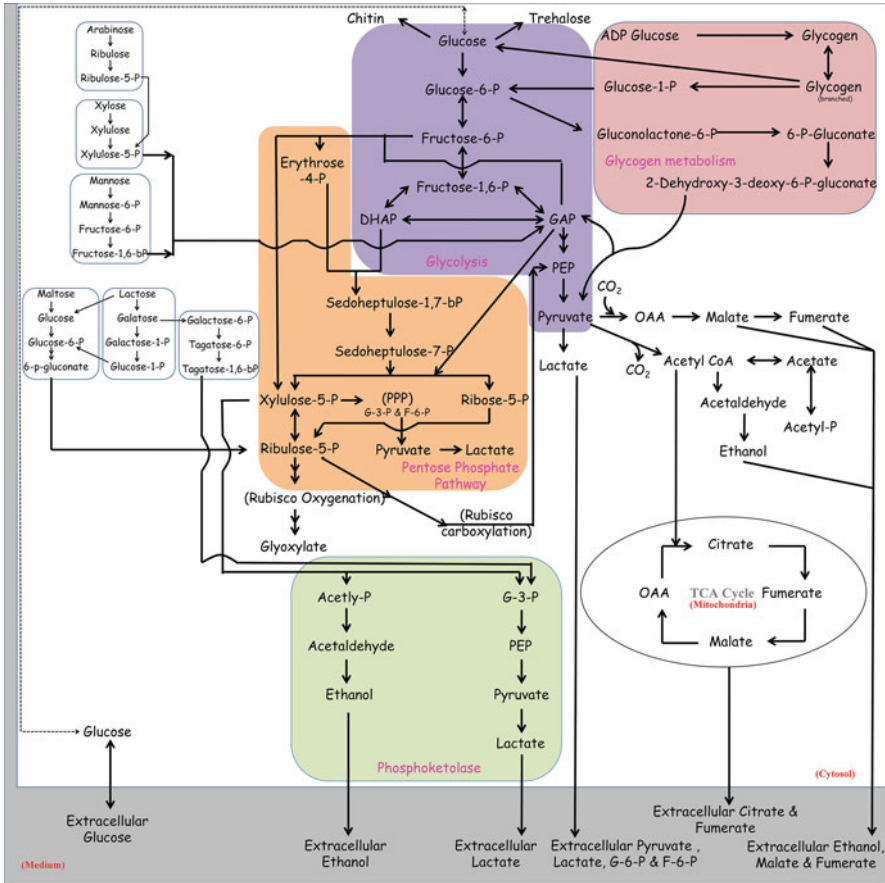 Chitin
Trehalose
Glucose
ADP Glucose
Glycogen
Glucose-6-P
Glucose-1-P
Glycogen
(branched)
Fructose-6-P
Gluconolactone-6-P
6-P-Gluconate
Glycogen metabolism
2-Dehydroxy-3-deoxy-6-P-gluconate
Fructose-1,6-P
DHAP
GAP
Glycolysis
PEP
Pyruvate
Arabinose
Ribulose
Ribulose-5-P
Xylose
Xylulose
Xylulose-5-P
Mannose
Mannose-6-P
Fructose-6-P
Fructose-1,6-bP
Maltose
Glucose
Glucose-6-P
6-p-gluconate
Lactose
Galatose
Galactose-1-P
Glucose-1-P
Galactose-6-P
Tagatose-6-P
Tagatose-1,6-bP
Erythrose
-4-P
Sedoheptulose-1,7-bP
Sedoheptulose-7-P
Xylulose-5-P
(PPP)
G-3-P & F-6-P
Ribose-5-P
Ribulose-5-P
Pyruvate
Lactate
Pentose Phosphate
Pathway
(Rubisco Oxygenation)
Glyoxylate
(Rubisco
carboxylation)
CO2
OAA
Malate
Fumerate
Lactate
CO2
Acetyl CoA
Acetate
Acetaldehyde
Acetyl-P
Ethanol
Citrate
OAA
TCA Cycle
(Mitochondria)
Fumerate
Malate
Acetly-P
Acetaldehyde
Ethanol
G-3-P
PEP
Pyruvate
Lactate
Phosphoketolase
Glucose
(Cytosol)
Extracellular
Glucose
(Medium)
Extracellular
Ethanol
Extracellular
Lactate
Extracellular Pyruvate ,
Lactate, G-6-P & F-6-P
Extracellular Citrate &
Fumerate
Extracellular Ethanol,
Malate & Fumerate